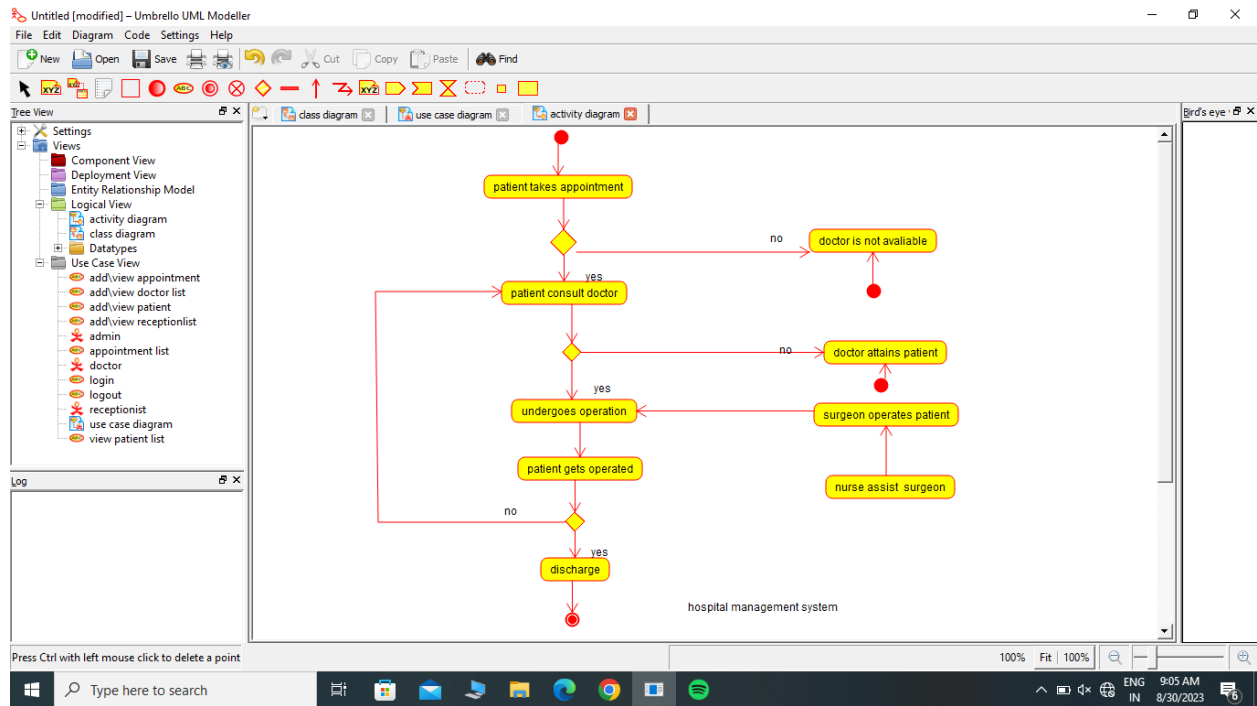 Untitled [modified] – Umbrello UML Modeller
File Edit Diagram Code Settings Help
New Open Save Cut Copy Paste Find
XYZ XYZ ABC XYZ
Tree View
class diagram use case diagram activity diagram
Bird's eye
Settings
Views
Component View
Deployment View
Entity Relationship Model
Logical View
activity diagram
class diagram
Datatypes
Use Case View
add\view appointment
add\view doctor list
add\view patient
add\view receptionlist
admin
appointment list
doctor
login
logout
receptionist
use case diagram
view patient list
Log
patient takes appointment
no
doctor is not avaliable
yes
patient consult doctor
no
doctor attains patient
yes
undergoes operation
surgeon operates patient
patient gets operated
nurse assist surgeon
no
yes
discharge
hospital management system
Press Ctrl with left mouse click to delete a point
100% Fit 100%
Type here to search
ENG
IN
9:05 AM
8/30/2023
6